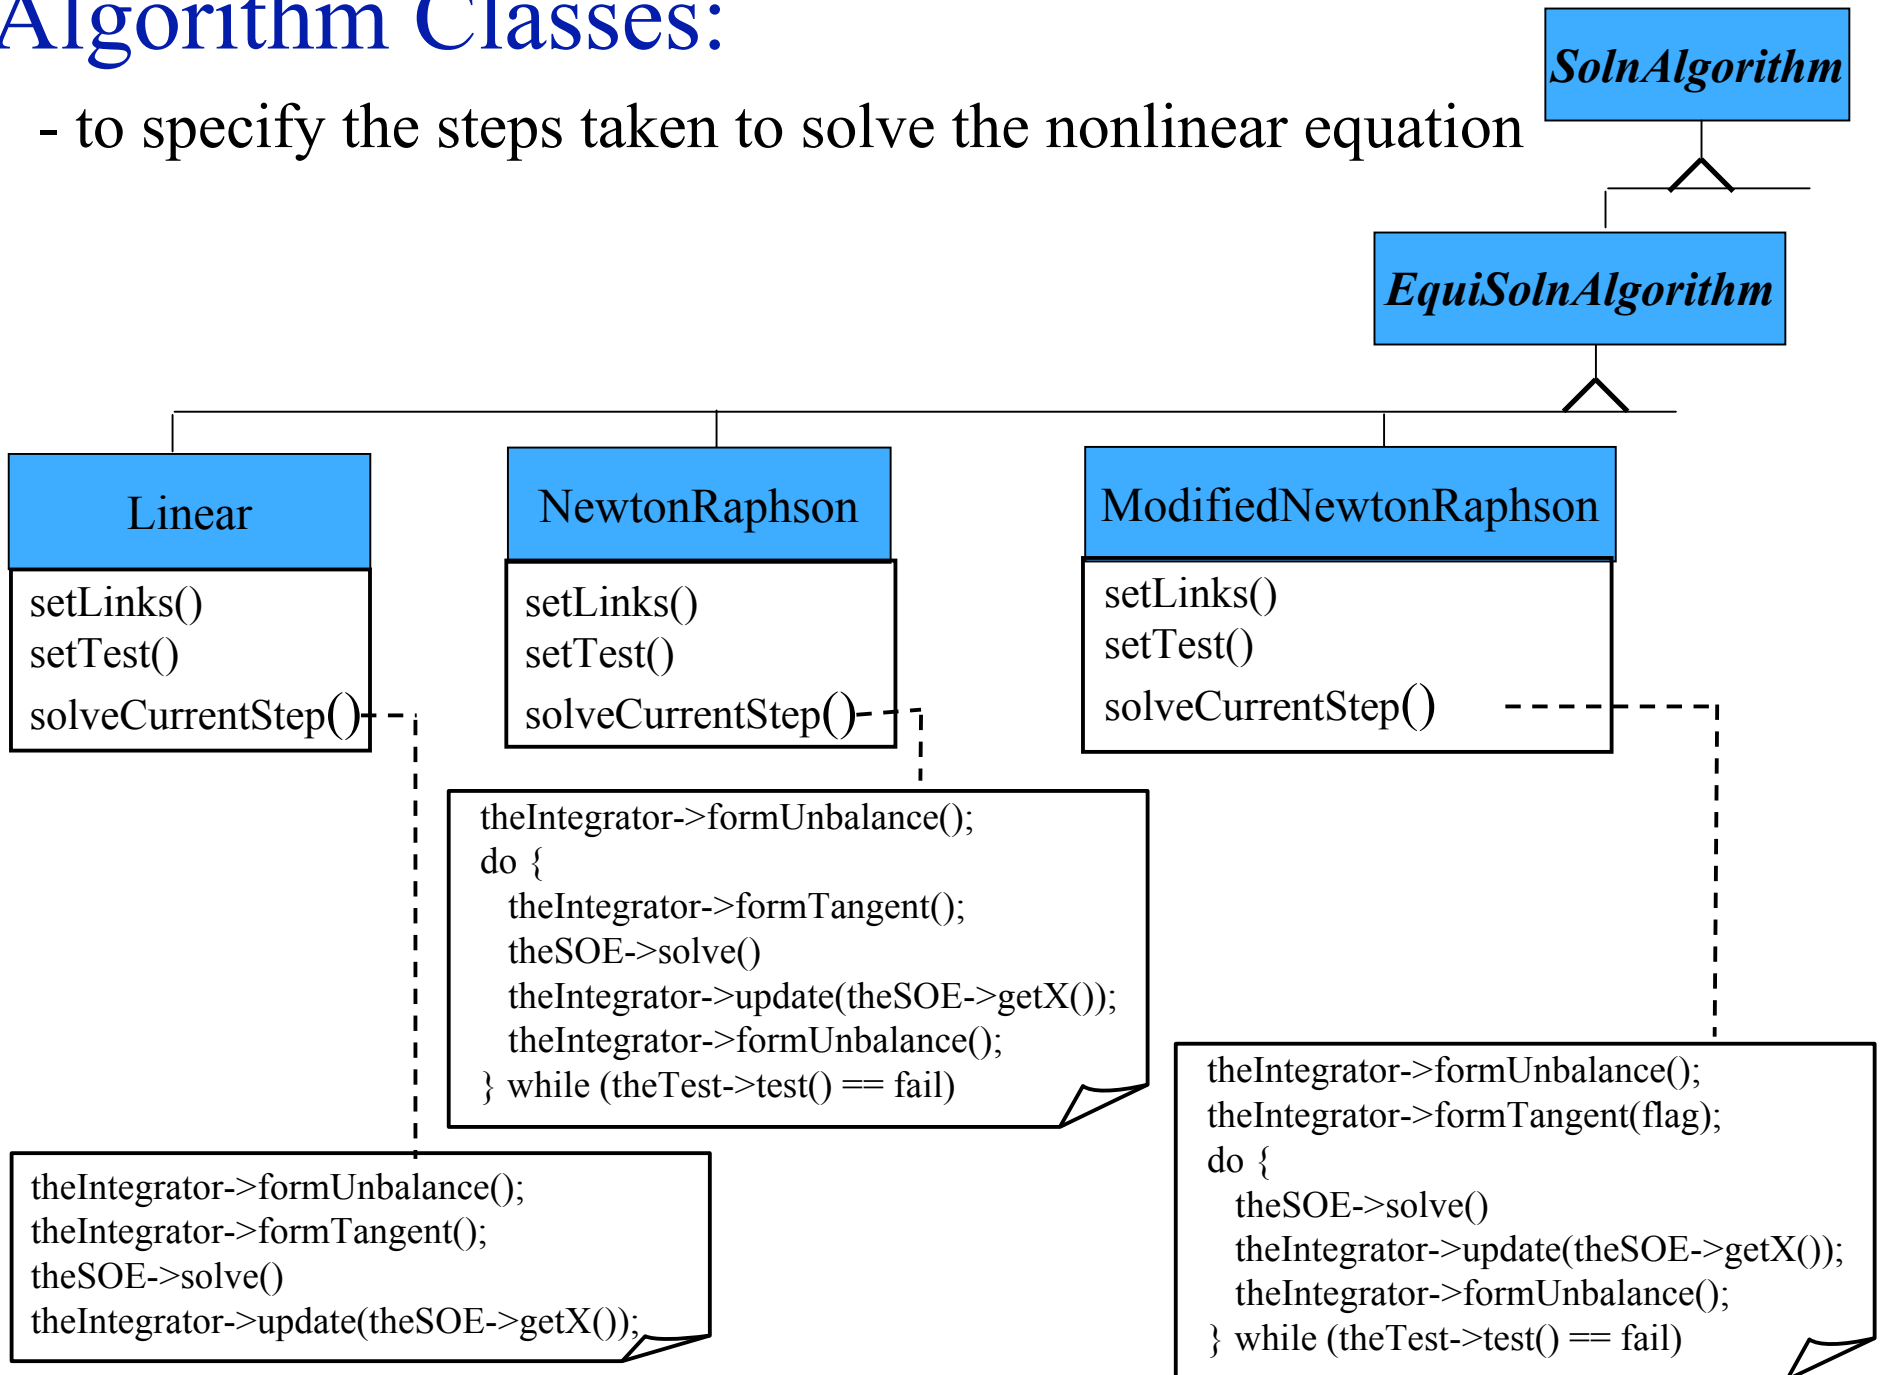 Algorithm Classes:
- to specify the steps taken to solve the nonlinear equation
SolnAlgorithm
EquiSolnAlgorithm
Linear
setLinks()
setTest()
solveCurrentStep()
NewtonRaphson
setLinks()
setTest()
solveCurrentStep()
ModifiedNewtonRaphson
setLinks()
setTest()
solveCurrentStep()
theIntegrator->formUnbalance();
do {
theIntegrator->formTangent();
theSOE->solve()
theIntegrator->update(theSOE->getX());
theIntegrator->formUnbalance();
} while (theTest->test() == fail)
theIntegrator->formUnbalance();
theIntegrator->formTangent(flag);
do {
theSOE->solve()
theIntegrator->update(theSOE->getX());
theIntegrator->formUnbalance();
} while (theTest->test() == fail)
theIntegrator->formUnbalance();
theIntegrator->formTangent();
theSOE->solve()
theIntegrator->update(theSOE->getX());